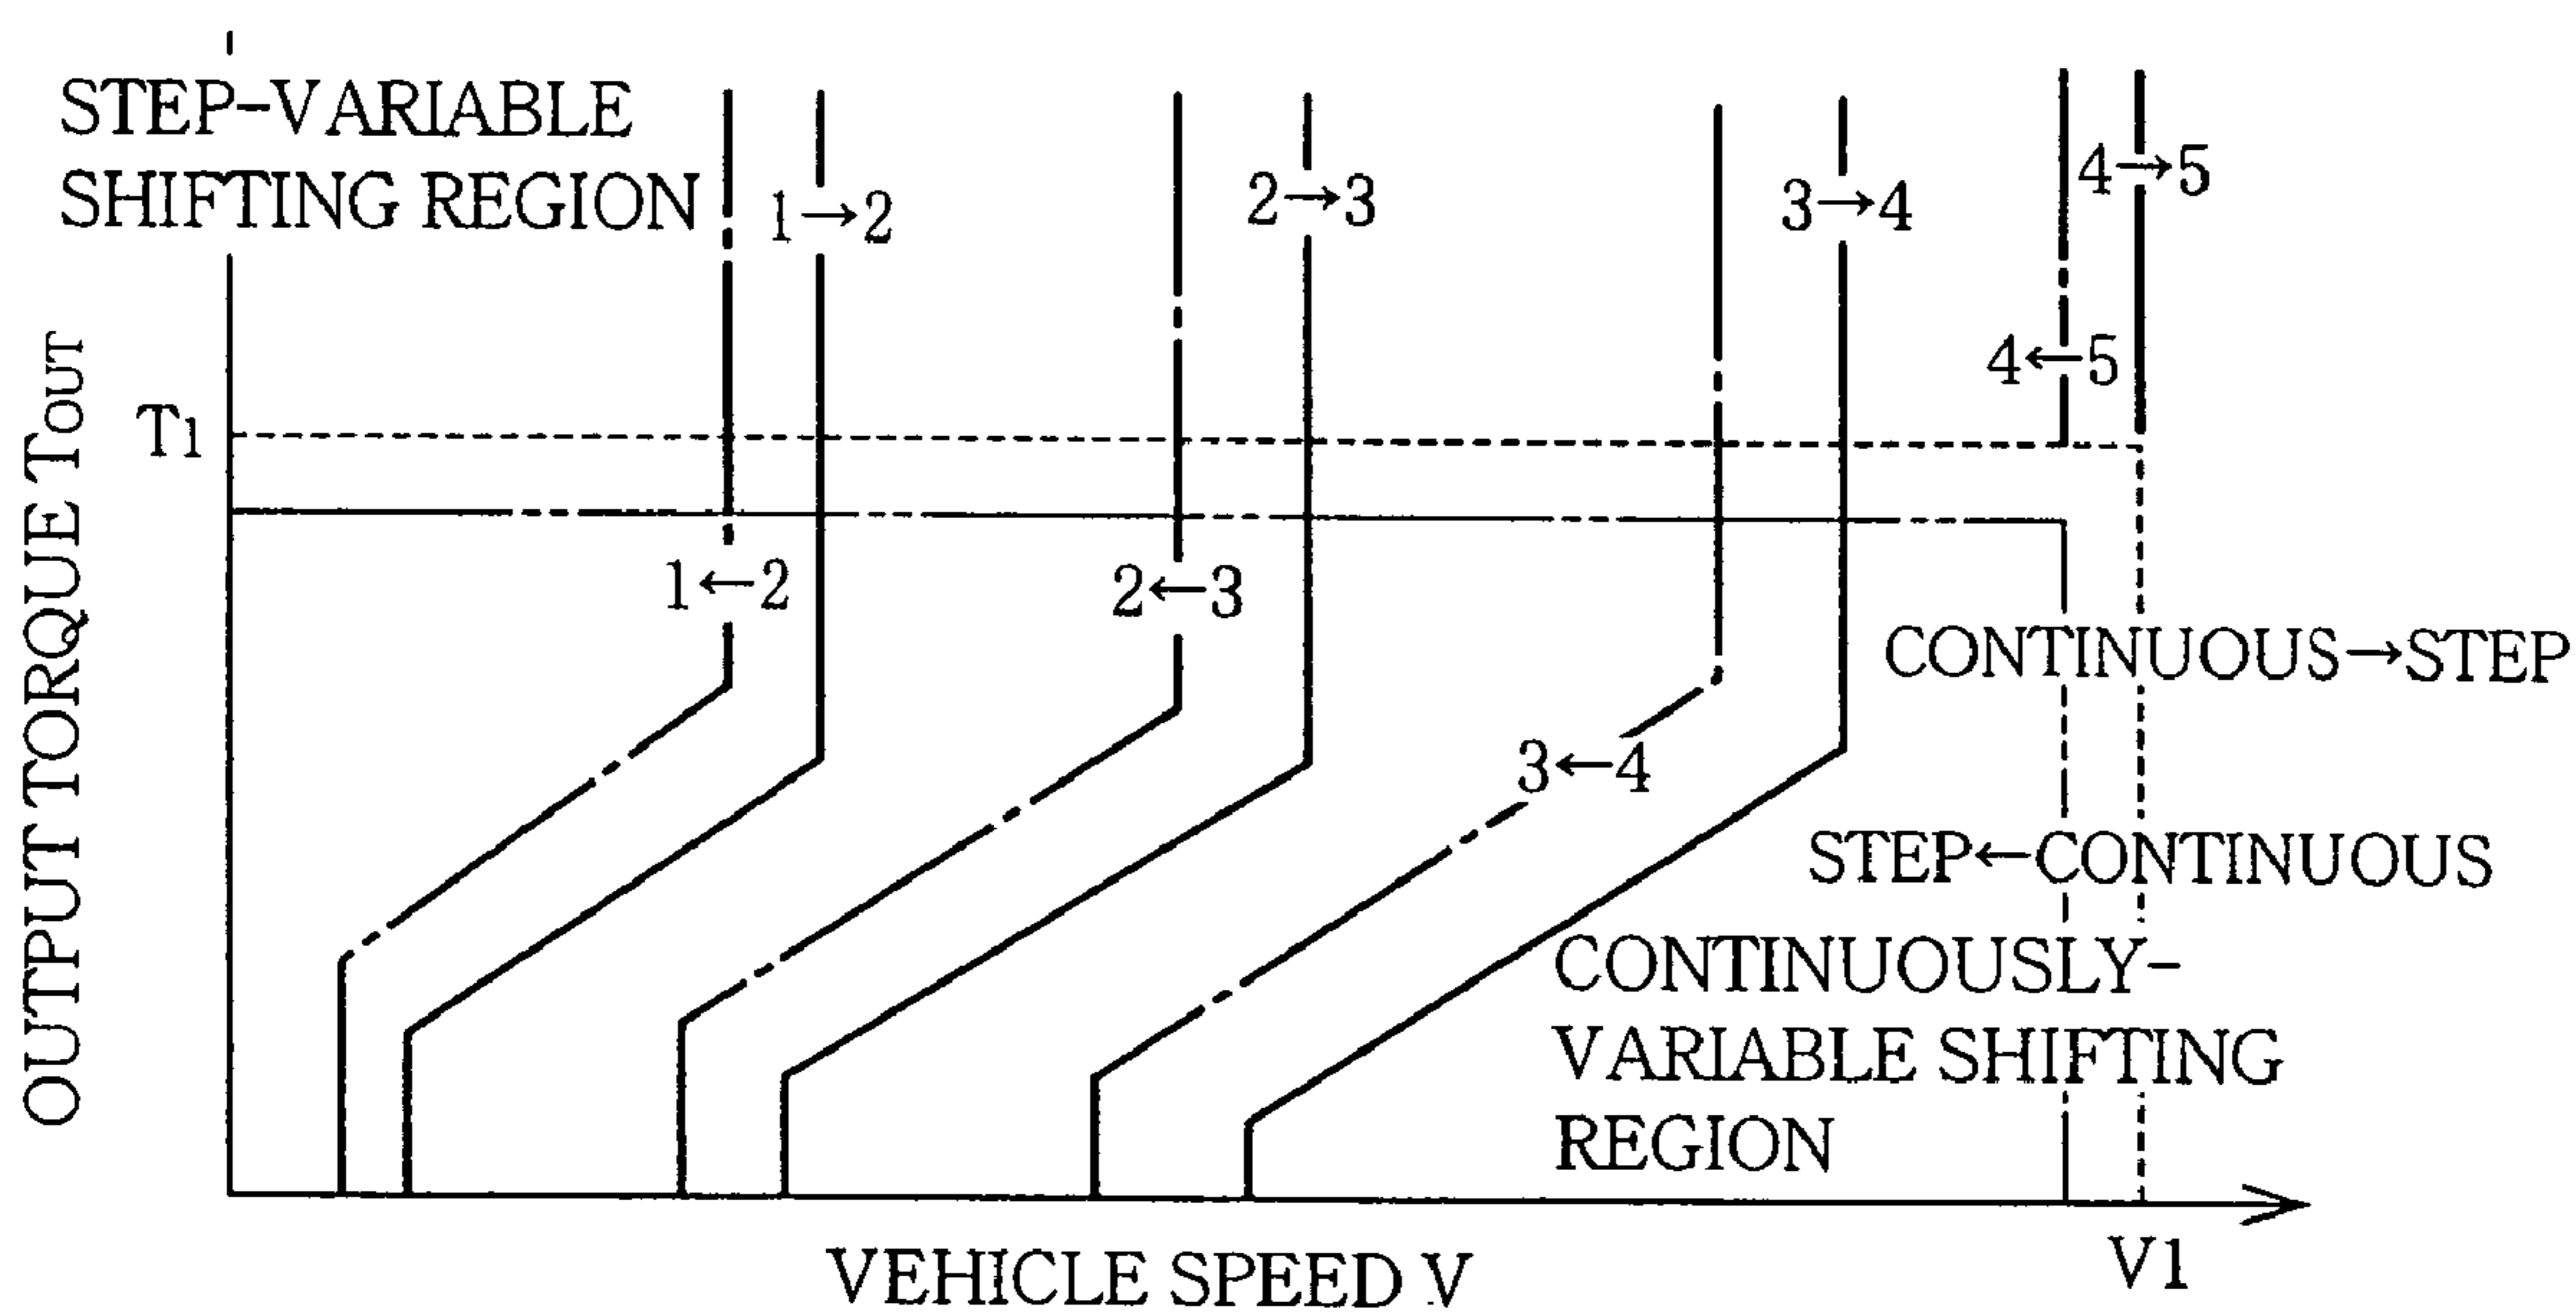 STEP-VARIABLE
SHIFTING REGION
1→2
2→3
3→4
4→5
4←5
OUTPUT TORQUE TOUT
T1
1←2
2←3
CONTINUOUS→STEP
3←4
STEP←CONTINUOUS
CONTINUOUSLY-
VARIABLE SHIFTING
REGION
VEHICLE SPEED V
V1